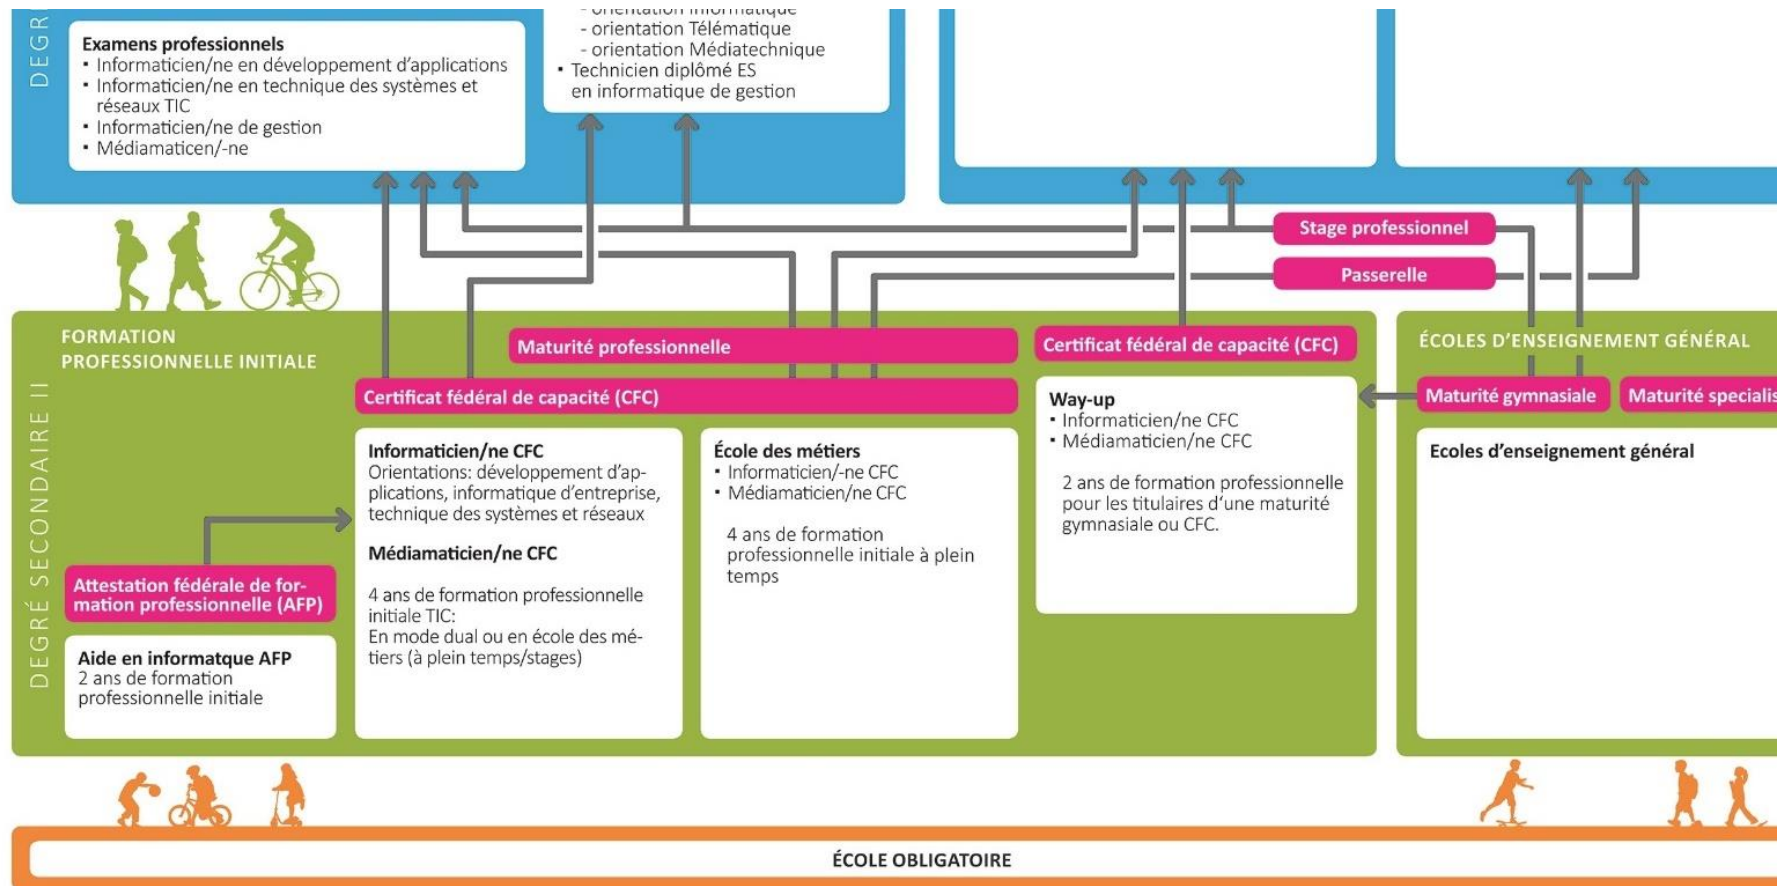 DEGR
Examens professionnels
▪ Informaticien/ne en développement d'applications
▪ Informaticien/ne en technique des systèmes et
réseaux TIC
▪ Informaticien/ne de gestion
▪ Médiamaticen/-ne
- orientation Informatique
- orientation Télématique
- orientation Médiatechnique
▪ Technicien diplômé ES
en informatique de gestion
Stage professionnel
Passerelle
DEGRÉ SECONDAIRE II
FORMATION
PROFESSIONNELLE INITIALE
Maturité professionnelle
Certificat fédéral de capacité (CFC)
Attestation fédérale de for-
mation professionnelle (AFP)
Aide en informatque AFP
2 ans de formation
professionnelle initiale
Informaticien/ne CFC
Orientations: développement d'ap-
plications, informatique d'entreprise,
technique des systèmes et réseaux
Médiamaticien/ne CFC
4 ans de formation professionnelle
initiale TIC:
En mode dual ou en école des mé-
tiers (à plein temps/stages)
École des métiers
▪ Informaticien/-ne CFC
▪ Médiamaticien/ne CFC
4 ans de formation
professionnelle initiale à plein
temps
Certificat fédéral de capacité (CFC)
Way-up
▪ Informaticien/ne CFC
▪ Médiamaticien/ne CFC
2 ans de formation professionnelle
pour les titulaires d'une maturité
gymnasiale ou CFC.
ÉCOLES D'ENSEIGNEMENT GÉNÉRAL
Maturité gymnasiale
Maturité specialis
Ecoles d'enseignement général
ÉCOLE OBLIGATOIRE